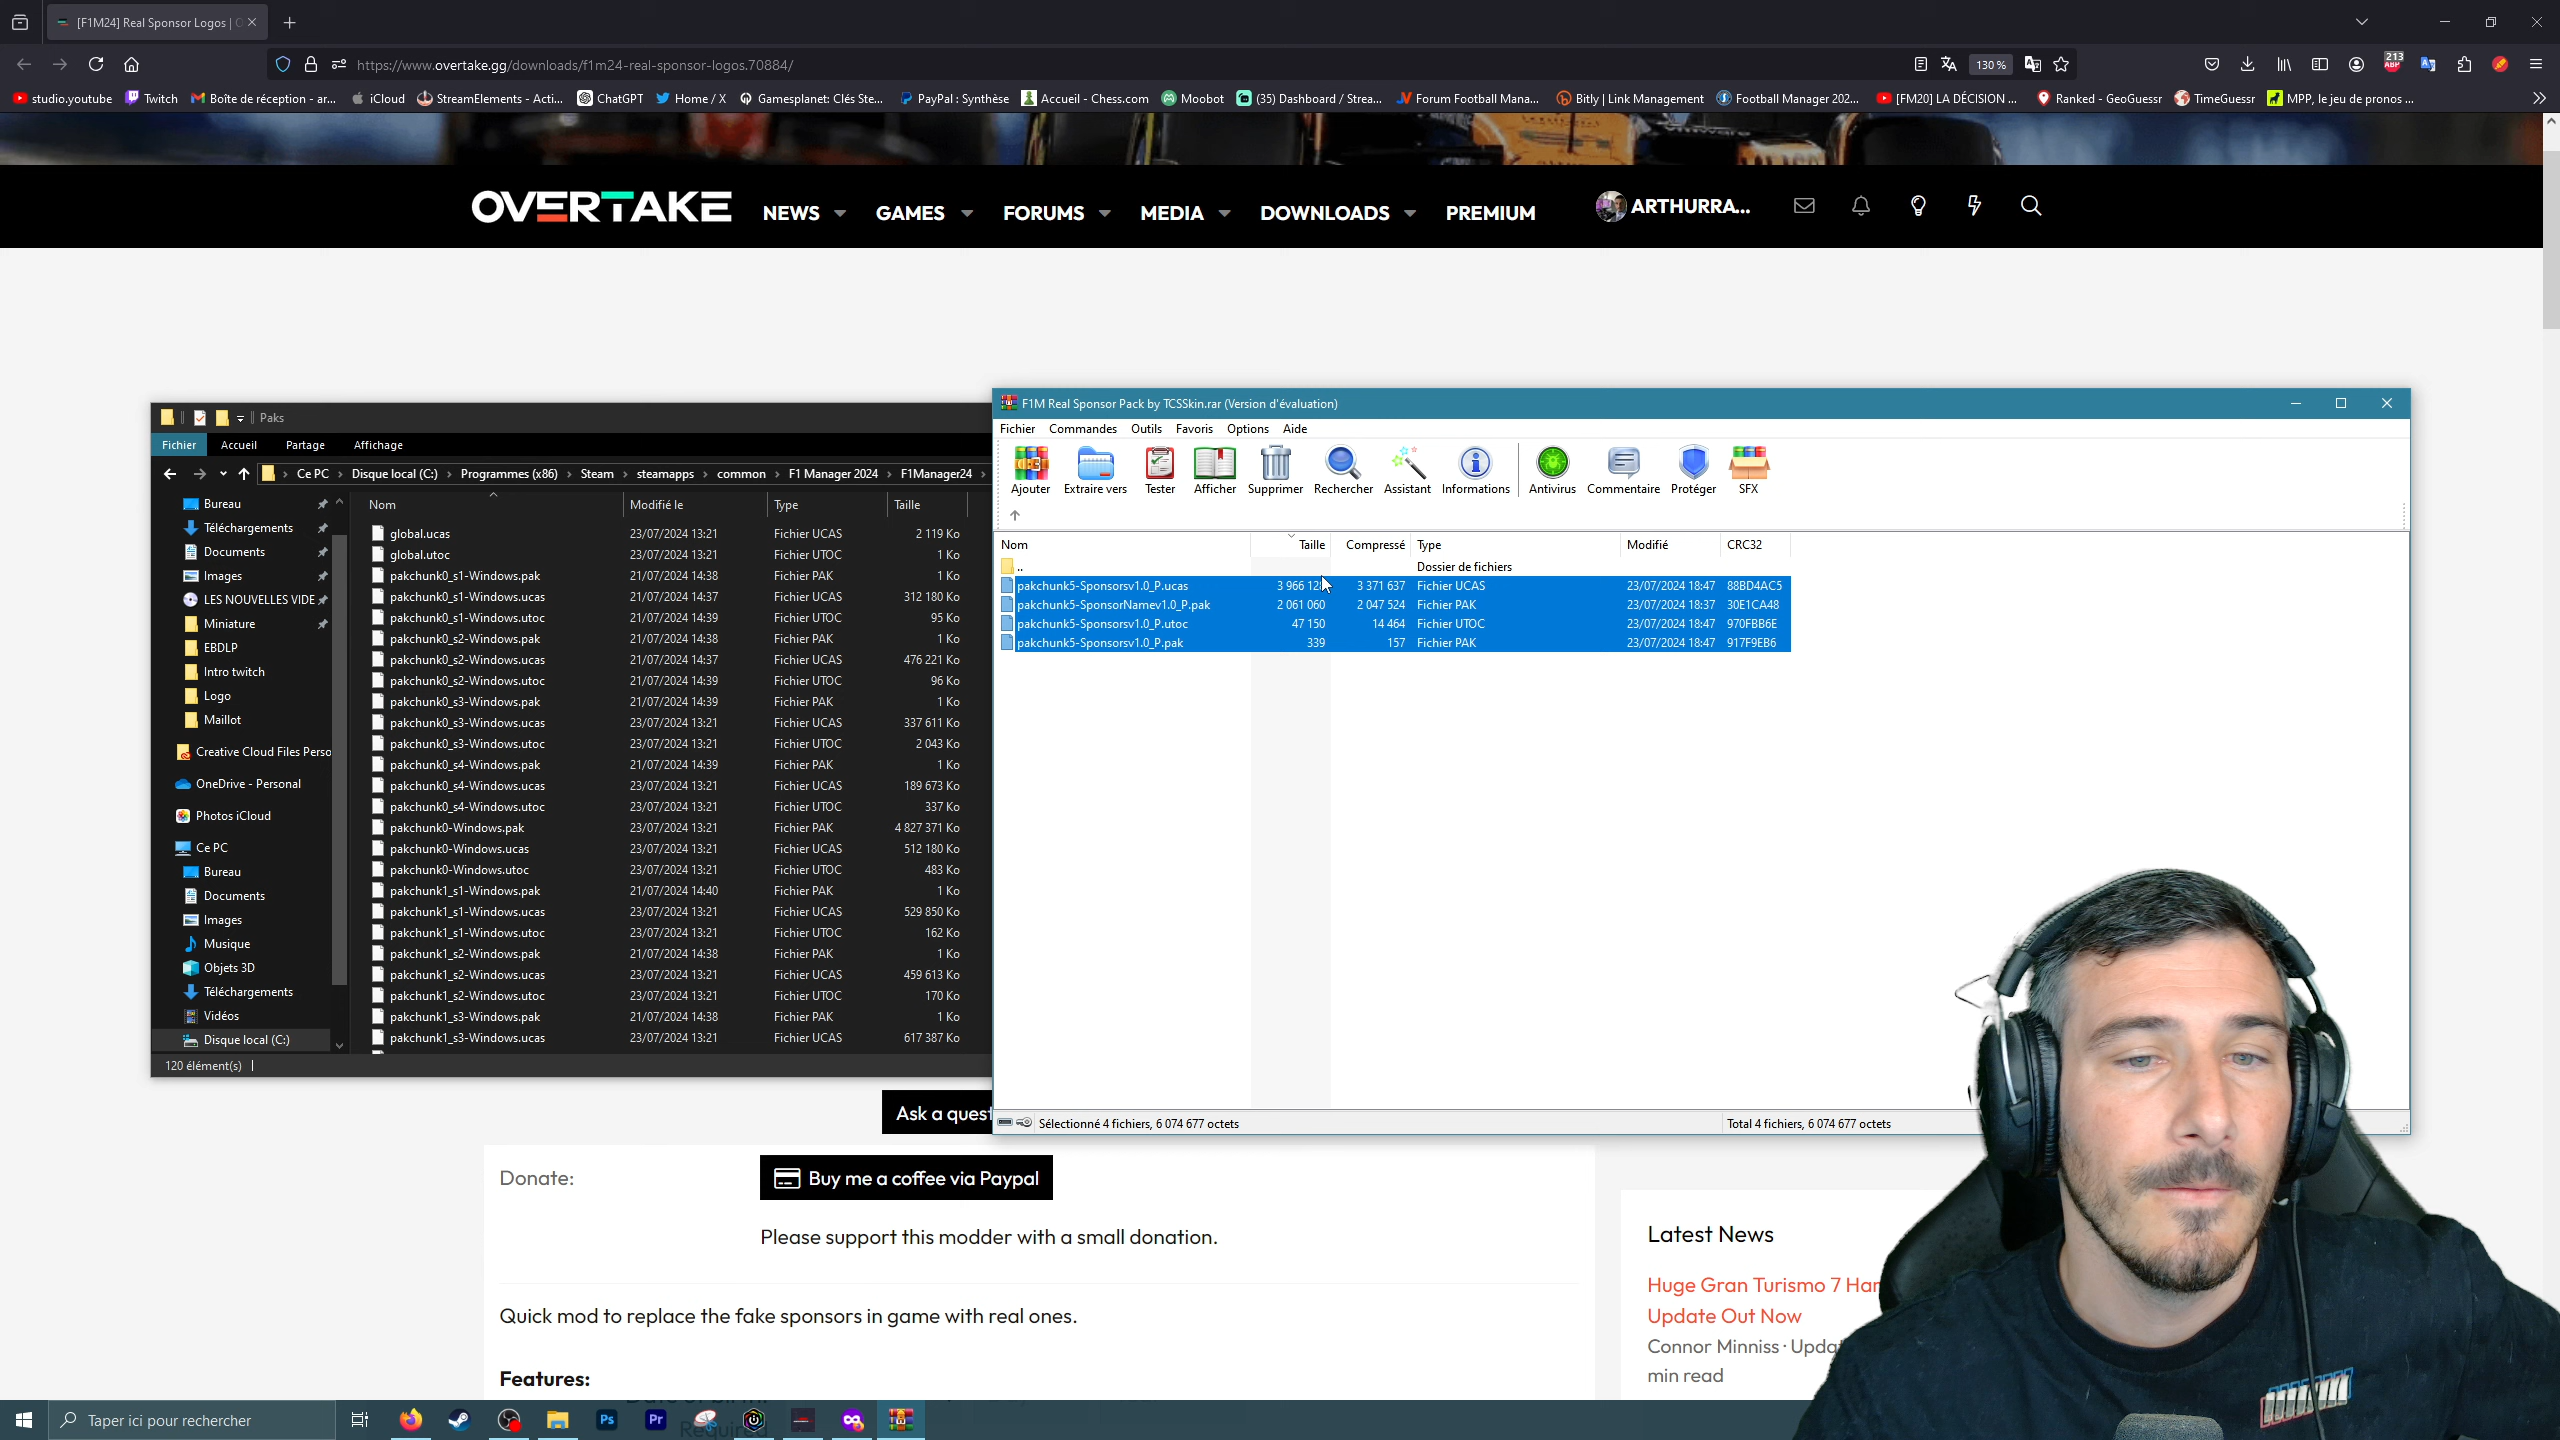 [F1M24] Real Sponsor Logos |
https://www.overtake.gg/downloads/f1m24-real-sponsor-logos.70884/
130 %
213
ABP
studio.youtube
Twitch
Boîte de réception - ar...
iCloud
StreamElements - Acti...
ChatGPT
Home / X
Gamesplanet: Clés Ste...
PayPal : Synthèse
Accueil - Chess.com
Moobot
(35) Dashboard / Strea...
Forum Football Mana...
Bitly | Link Management
Football Manager 202...
[FM20] LA DÉCISION ...
Ranked - GeoGuessr
TimeGuessr
MPP, le jeu de pronos ...
OVERTAKE
NEWS
GAMES
FORUMS
MEDIA
DOWNLOADS
PREMIUM
ARTHURRA...
Paks
Fichier
Accueil
Partage
Affichage
Ce PC
Disque local (C:)
Programmes (x86)
Steam
steamapps
common
F1 Manager 2024
F1Manager24
Bureau
Téléchargements
Documents
Images
LES NOUVELLES VIDE
Miniature
EBDLP
Intro twitch
Logo
Maillot
Creative Cloud Files Perso
OneDrive - Personal
Photos iCloud
Ce PC
Bureau
Documents
Images
Musique
Objets 3D
Téléchargements
Vidéos
Disque local (C:)
120 élément(s)
Nom Modifié le Type Taille
global.ucas 23/07/2024 13:21 Fichier UCAS 2 119 Ko
global.utoc 23/07/2024 13:21 Fichier UTOC 1 Ko
pakchunk0_s1-Windows.pak 21/07/2024 14:38 Fichier PAK 1 Ko
pakchunk0_s1-Windows.ucas 21/07/2024 14:37 Fichier UCAS 312 180 Ko
pakchunk0_s1-Windows.utoc 21/07/2024 14:39 Fichier UTOC 95 Ko
pakchunk0_s2-Windows.pak 21/07/2024 14:38 Fichier PAK 1 Ko
pakchunk0_s2-Windows.ucas 21/07/2024 14:37 Fichier UCAS 476 221 Ko
pakchunk0_s2-Windows.utoc 21/07/2024 14:39 Fichier UTOC 96 Ko
pakchunk0_s3-Windows.pak 21/07/2024 14:39 Fichier PAK 1 Ko
pakchunk0_s3-Windows.ucas 23/07/2024 13:21 Fichier UCAS 337 611 Ko
pakchunk0_s3-Windows.utoc 23/07/2024 13:21 Fichier UTOC 2 043 Ko
pakchunk0_s4-Windows.pak 21/07/2024 14:39 Fichier PAK 1 Ko
pakchunk0_s4-Windows.ucas 23/07/2024 13:21 Fichier UCAS 189 673 Ko
pakchunk0_s4-Windows.utoc 23/07/2024 13:21 Fichier UTOC 337 Ko
pakchunk0-Windows.pak 23/07/2024 13:21 Fichier PAK 4 827 371 Ko
pakchunk0-Windows.ucas 23/07/2024 13:21 Fichier UCAS 512 180 Ko
pakchunk0-Windows.utoc 23/07/2024 13:21 Fichier UTOC 483 Ko
pakchunk1_s1-Windows.pak 21/07/2024 14:40 Fichier PAK 1 Ko
pakchunk1_s1-Windows.ucas 23/07/2024 13:21 Fichier UCAS 529 850 Ko
pakchunk1_s1-Windows.utoc 23/07/2024 13:21 Fichier UTOC 162 Ko
pakchunk1_s2-Windows.pak 21/07/2024 14:38 Fichier PAK 1 Ko
pakchunk1_s2-Windows.ucas 23/07/2024 13:21 Fichier UCAS 459 613 Ko
pakchunk1_s2-Windows.utoc 23/07/2024 13:21 Fichier UTOC 170 Ko
pakchunk1_s3-Windows.pak 21/07/2024 14:38 Fichier PAK 1 Ko
pakchunk1_s3-Windows.ucas 23/07/2024 13:21 Fichier UCAS 617 387 Ko
F1M Real Sponsor Pack by TCSSkin.rar (Version d'évaluation)
Fichier Commandes Outils Favoris Options Aide
Ajouter
Extraire vers
Tester
Afficher
Supprimer
Rechercher
Assistant
Informations
Antivirus
Commentaire
Protéger
SFX
Nom Taille Compressé Type Modifié CRC32
.. Dossier de fichiers
pakchunk5-Sponsorsv1.0_P.ucas 3 966 3 371 637 Fichier UCAS 23/07/2024 18:47 88BD4AC5
pakchunk5-SponsorNamev1.0_P.pak 2 061 060 2 047 524 Fichier PAK 23/07/2024 18:37 30E1CA48
pakchunk5-Sponsorsv1.0_P.utoc 47 150 14 464 Fichier UTOC 23/07/2024 18:47 970FBB6E
pakchunk5-Sponsorsv1.0_P.pak 339 157 Fichier PAK 23/07/2024 18:47 917F9EB6
Sélectionné 4 fichiers, 6 074 677 octets
Total 4 fichiers, 6 074 677 octets
Ask a quest
Donate:
Buy me a coffee via Paypal
Please support this modder with a small donation.
Quick mod to replace the fake sponsors in game with real ones.
Features:
Latest News
Huge Gran Turismo 7 Har
Update Out Now
Connor Minniss · Updat
min read
Taper ici pour rechercher
Ps
Pr
Required